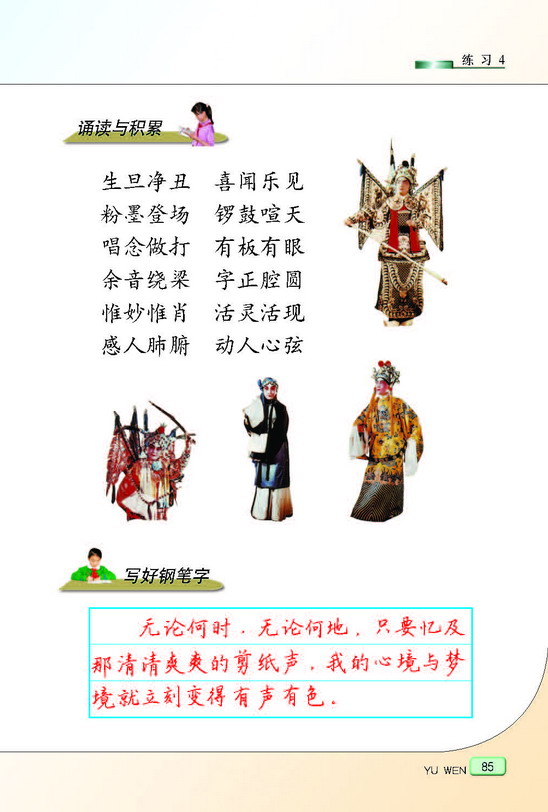 练习4
诵读与积累
生旦净丑 喜闻乐见
粉墨登场 锣鼓喧天
唱念做打 有板有眼
余音绕梁 字正腔圆
惟妙惟肖 活灵活现
感人肺腑 动人心弦
写好钢笔字
无论何时，无论何地，只要忆及
那清清爽爽的剪纸声，我的心境与梦
境就立刻变得有声有色。
YU WEN 85